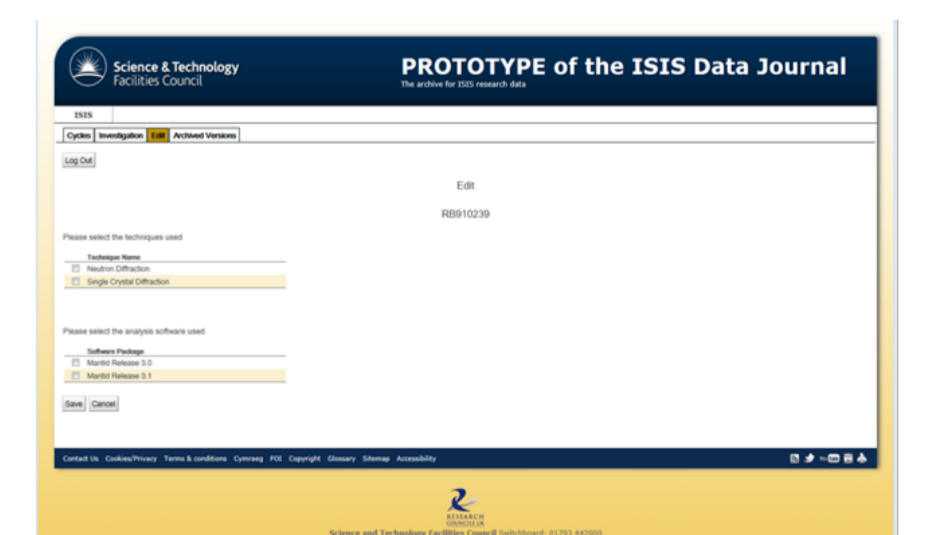 Science & Technology
Facilities Council
PROTOTYPE of the ISIS Data Journal
The archive for ISIS research data
ISIS
Cycles Investigation Edit Archived Versions
Log Out
Edit
RB910239
Please select the techniques used
Technique Name
Neutron Diffraction
Single Crystal Diffraction
Please select the analysis software used
Software Package
Mantid Release 3.0
Mantid Release 3.1
Save Cancel
Contact Us Cookies/Privacy Terms & conditions Cymraeg FOI Copyright Glossary Sitemap Accessibility
RESEARCH
COUNCILS UK
Science and Technology Facilities Council Switchboard: 01793 442000